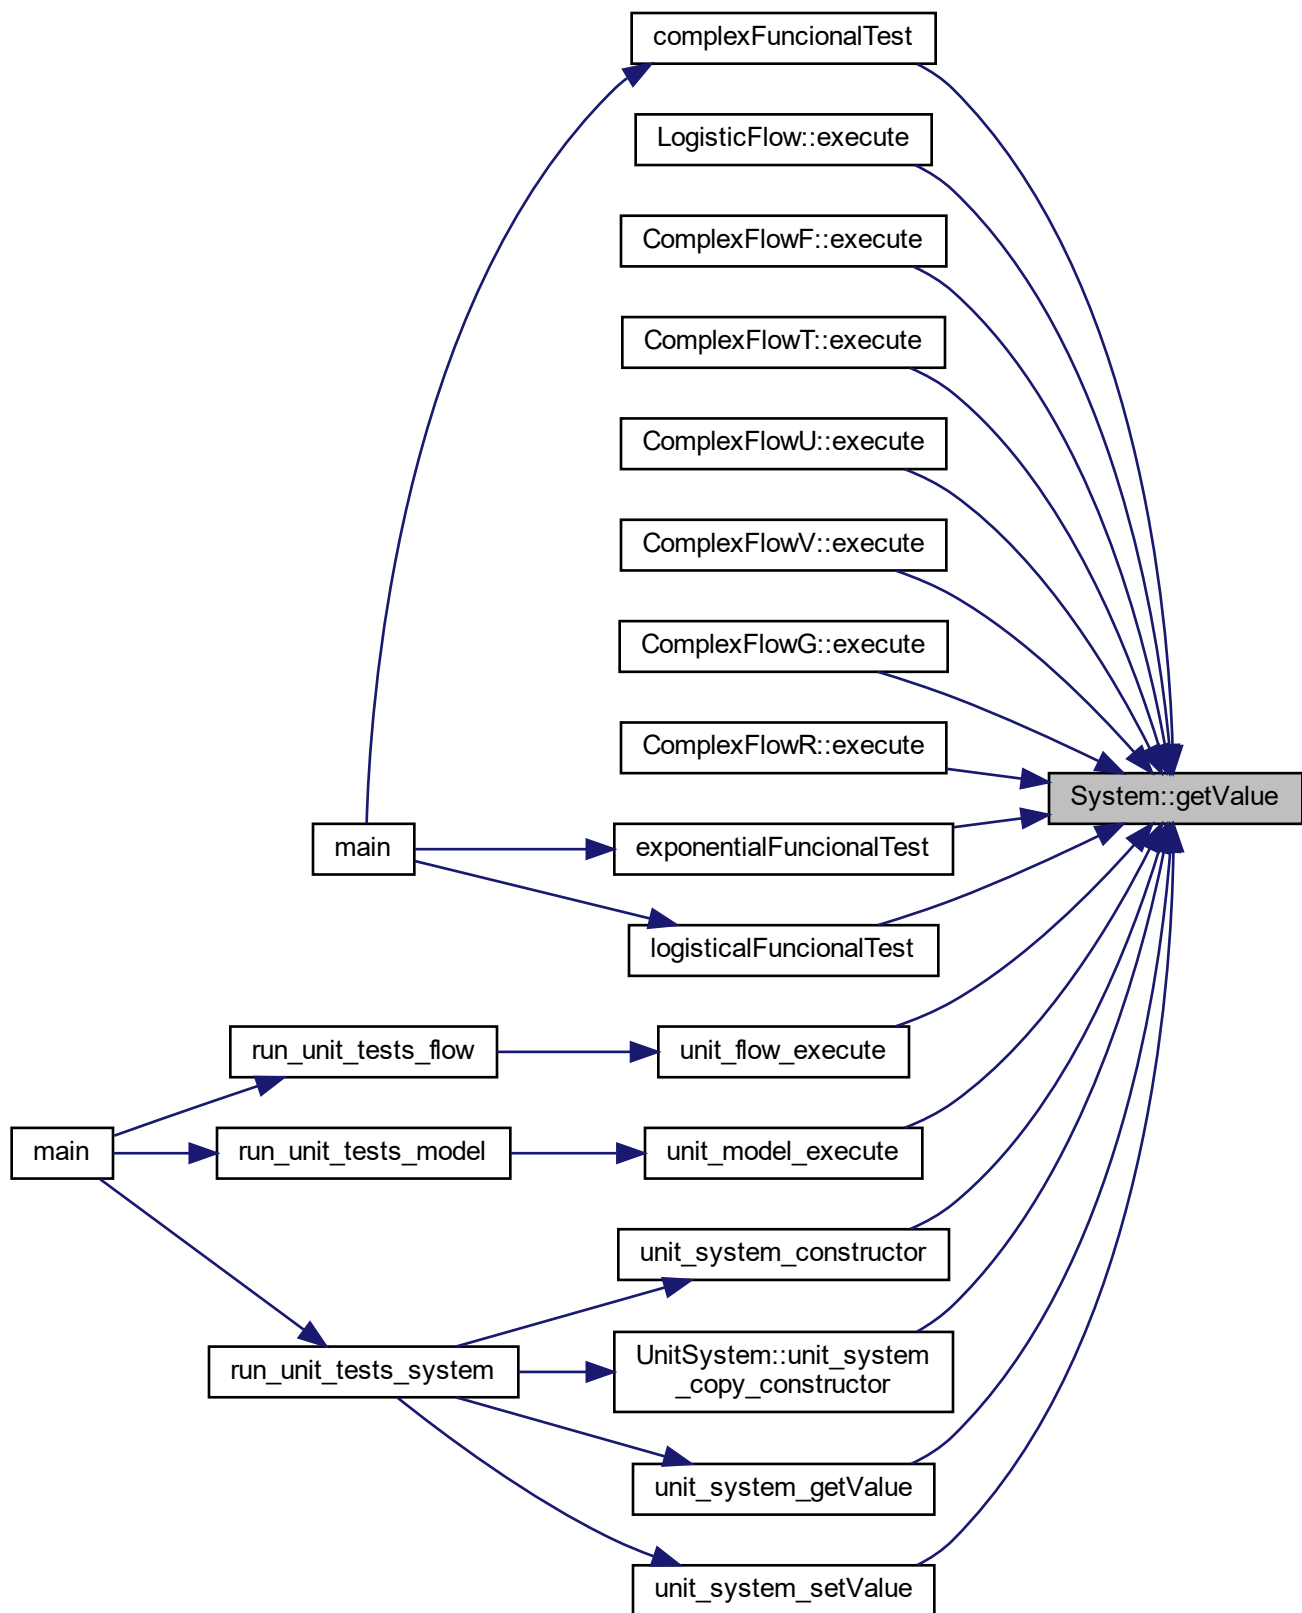 complexFuncionalTest
LogisticFlow::execute
ComplexFlowF::execute
ComplexFlowT::execute
ComplexFlowU::execute
ComplexFlowV::execute
ComplexFlowG::execute
ComplexFlowR::execute
System::getValue
main
exponentialFuncionalTest
logisticalFuncionalTest
run_unit_tests_flow
unit_flow_execute
main
run_unit_tests_model
unit_model_execute
unit_system_constructor
run_unit_tests_system
UnitSystem::unit_system
_copy_constructor
unit_system_getValue
unit_system_setValue